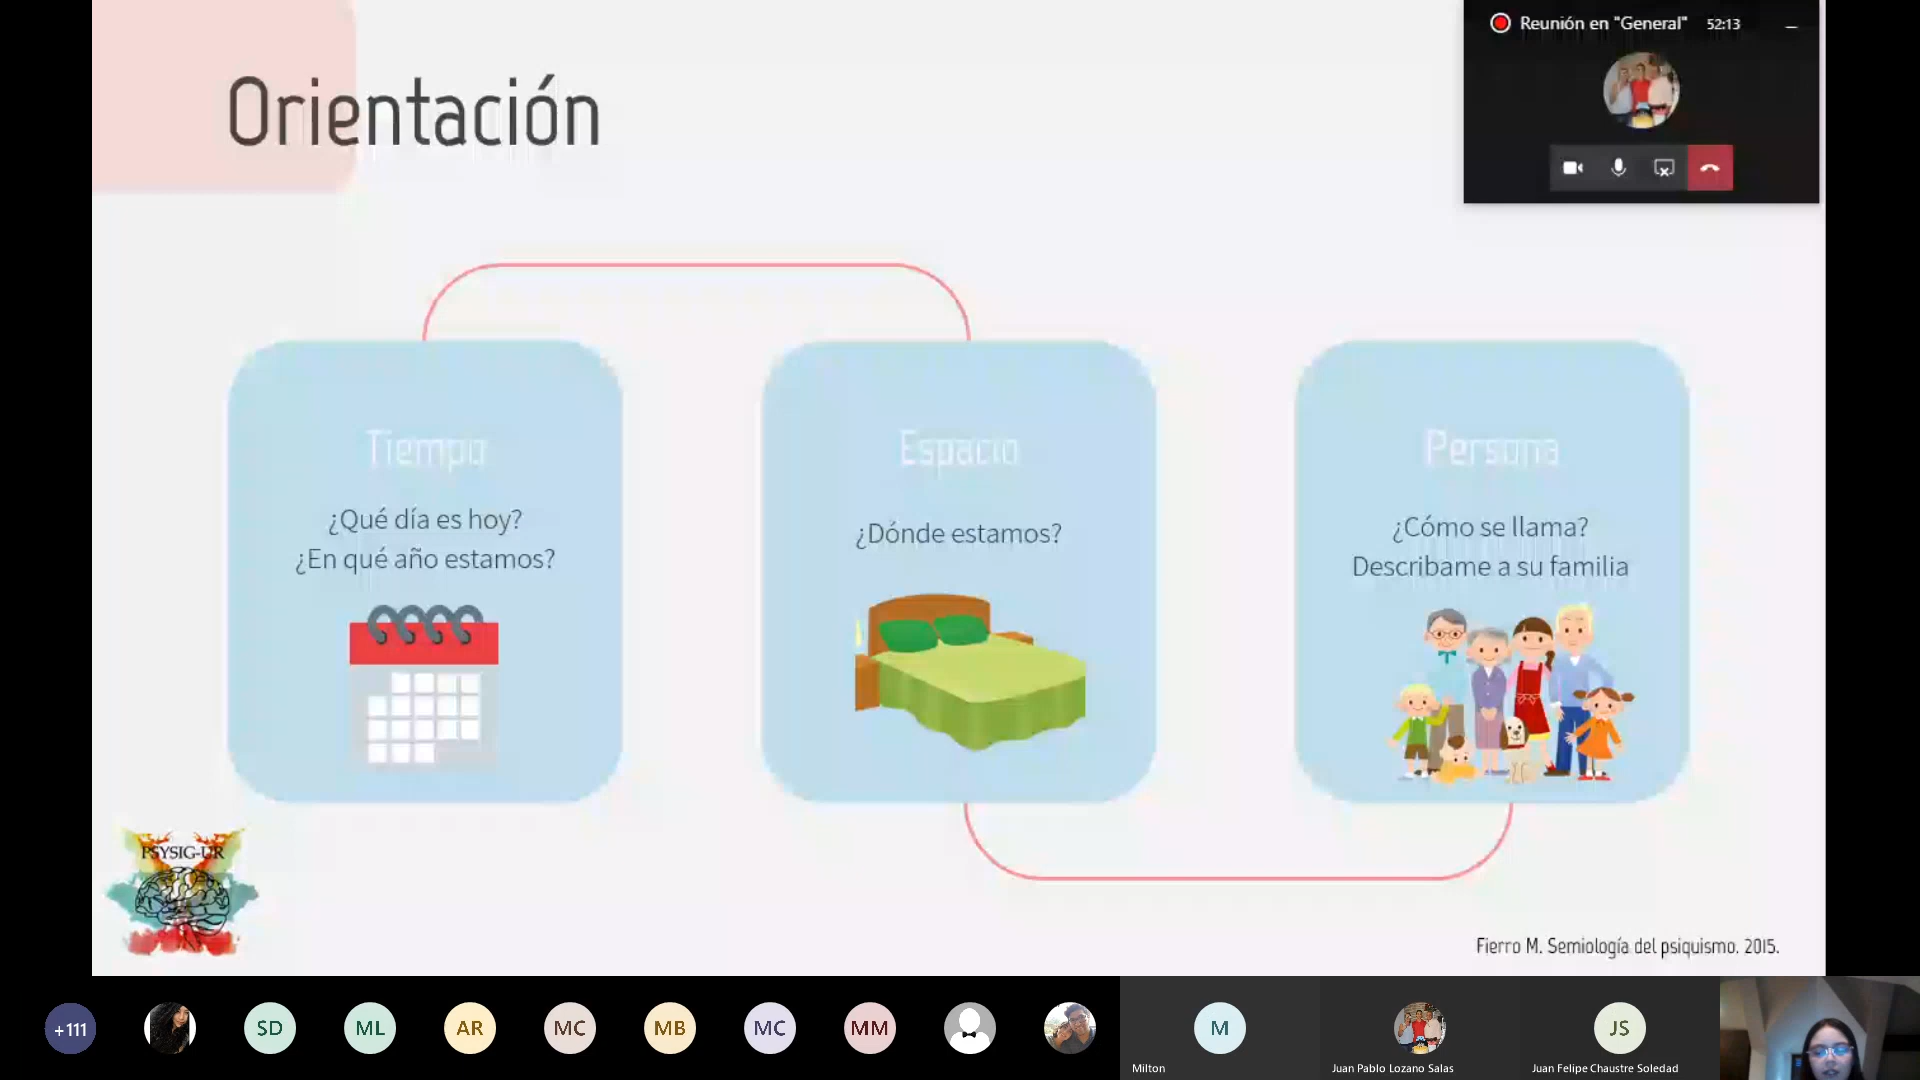 Orientación
Reunión en "General" 52:13
Tiempo
¿Qué día es hoy?
¿En qué año estamos?
Espacio
¿Dónde estamos?
Persona
¿Cómo se llama?
Describame a su familia
PSYSIG-UR
Fierro M. Semiología del psiquismo. 2015.
+111
SD
ML
AR
MC
MB
MC
MM
M
JS
Milton
Juan Pablo Lozano Salas
Juan Felipe Chaustre Soledad